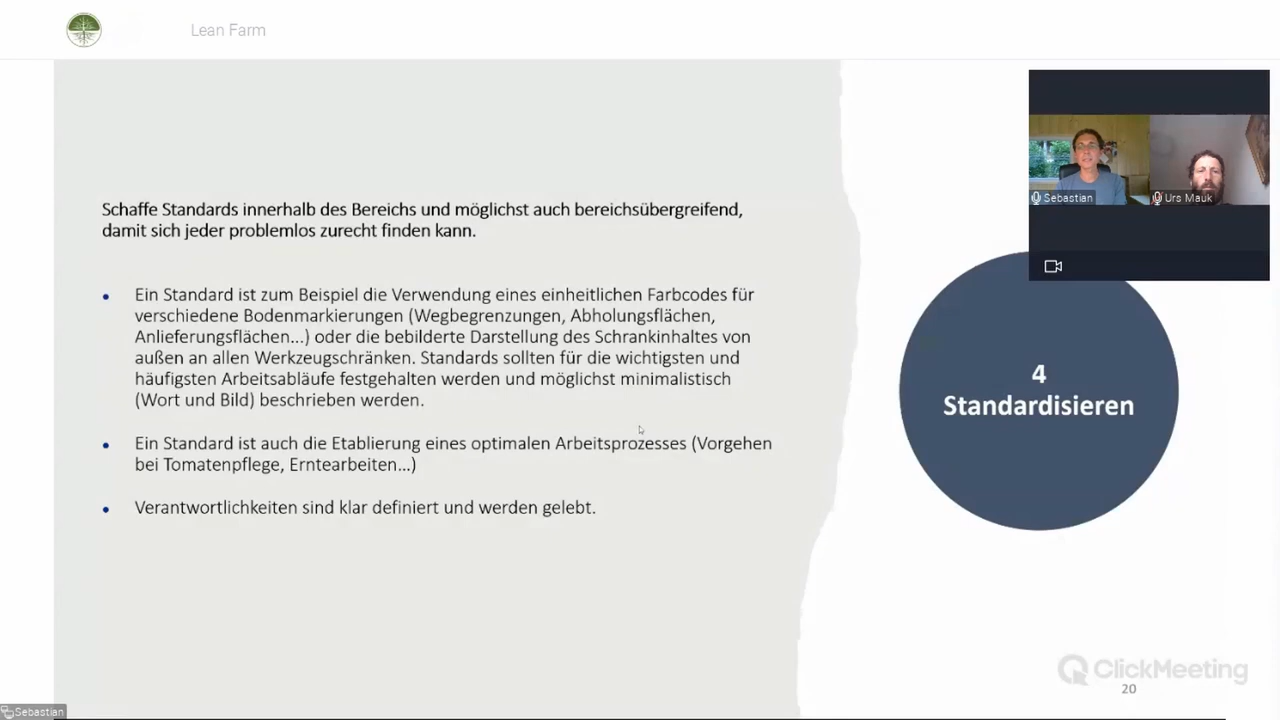 Lean Farm
Schaffe Standards innerhalb des Bereichs und möglichst auch bereichsübergreifend,
damit sich jeder problemlos zurecht finden kann.
Ein Standard ist zum Beispiel die Verwendung eines einheitlichen Farbcodes für
verschiedene Bodenmarkierungen (Wegbegrenzungen, Abholungsflächen,
Anlieferungsflächen...) oder die bebilderte Darstellung des Schrankinhaltes von
außen an allen Werkzeugschränken. Standards sollten für die wichtigsten und
häufigsten Arbeitsabläufe festgehalten werden und möglichst minimalistisch
(Wort und Bild) beschrieben werden.
Ein Standard ist auch die Etablierung eines optimalen Arbeitsprozesses (Vorgehen
bei Tomatenpflege, Erntearbeiten...)
Verantwortlichkeiten sind klar definiert und werden gelebt.
Sebastian
Urs Mauk
4
Standardisieren
ClickMeeting
20
Sebastian